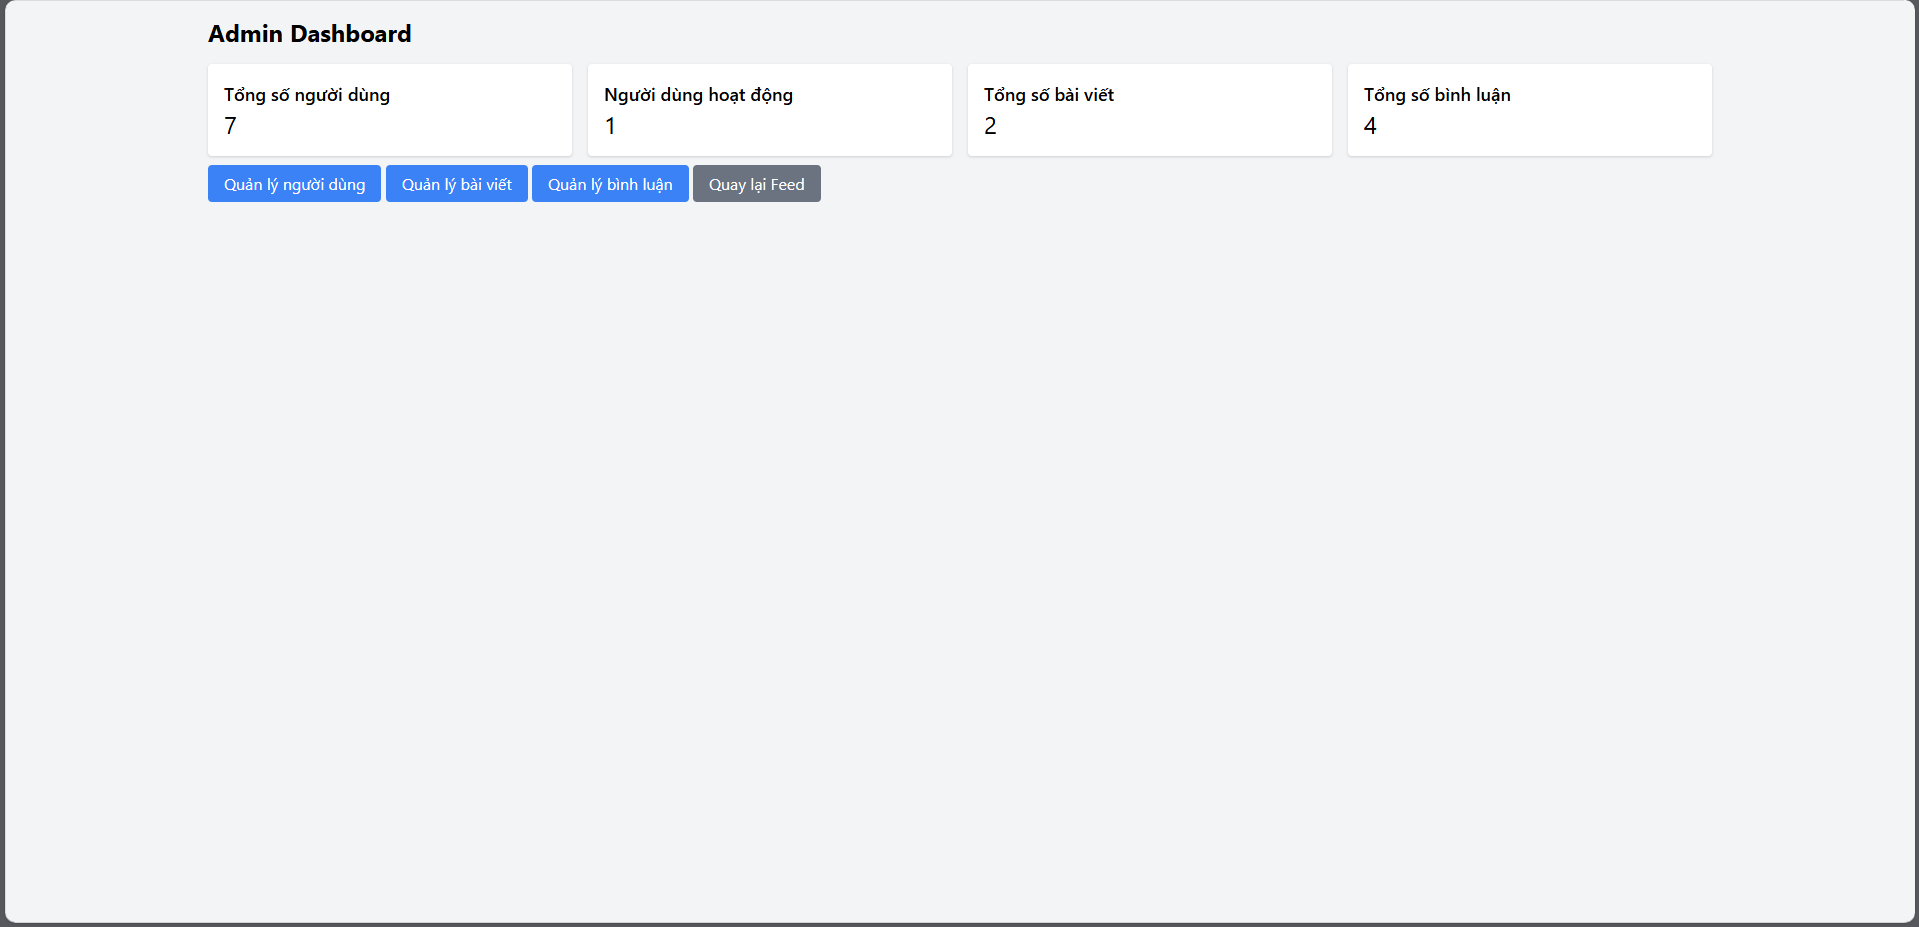 Admin Dashboard
Tổng số người dùng
7
Người dùng hoạt động
1
Tổng số bài viết
2
Tổng số bình luận
4
Quản lý người dùng
Quản lý bài viết
Quản lý bình luận
Quay lại Feed